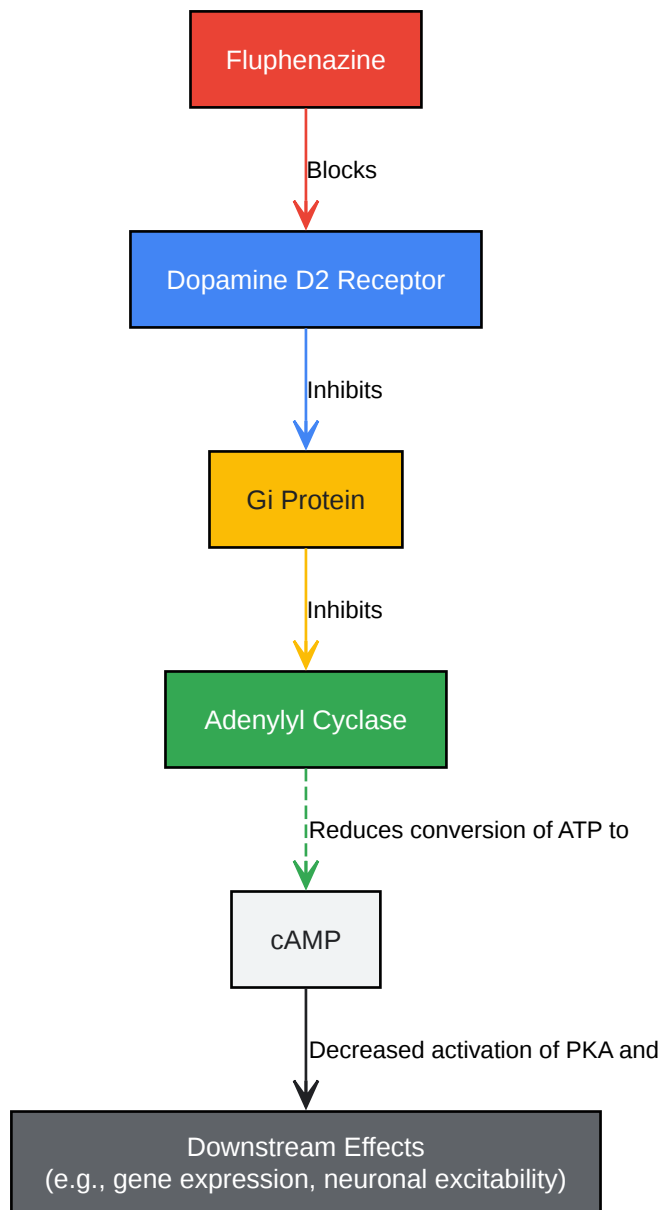 Fluphenazine
Blocks
Dopamine D2 Receptor
Inhibits
Gi Protein
Inhibits
Adenylyl Cyclase
Reduces conversion of ATP to
cAMP
Decreased activation of PKA and
Downstream Effects
(e.g., gene expression, neuronal excitability)